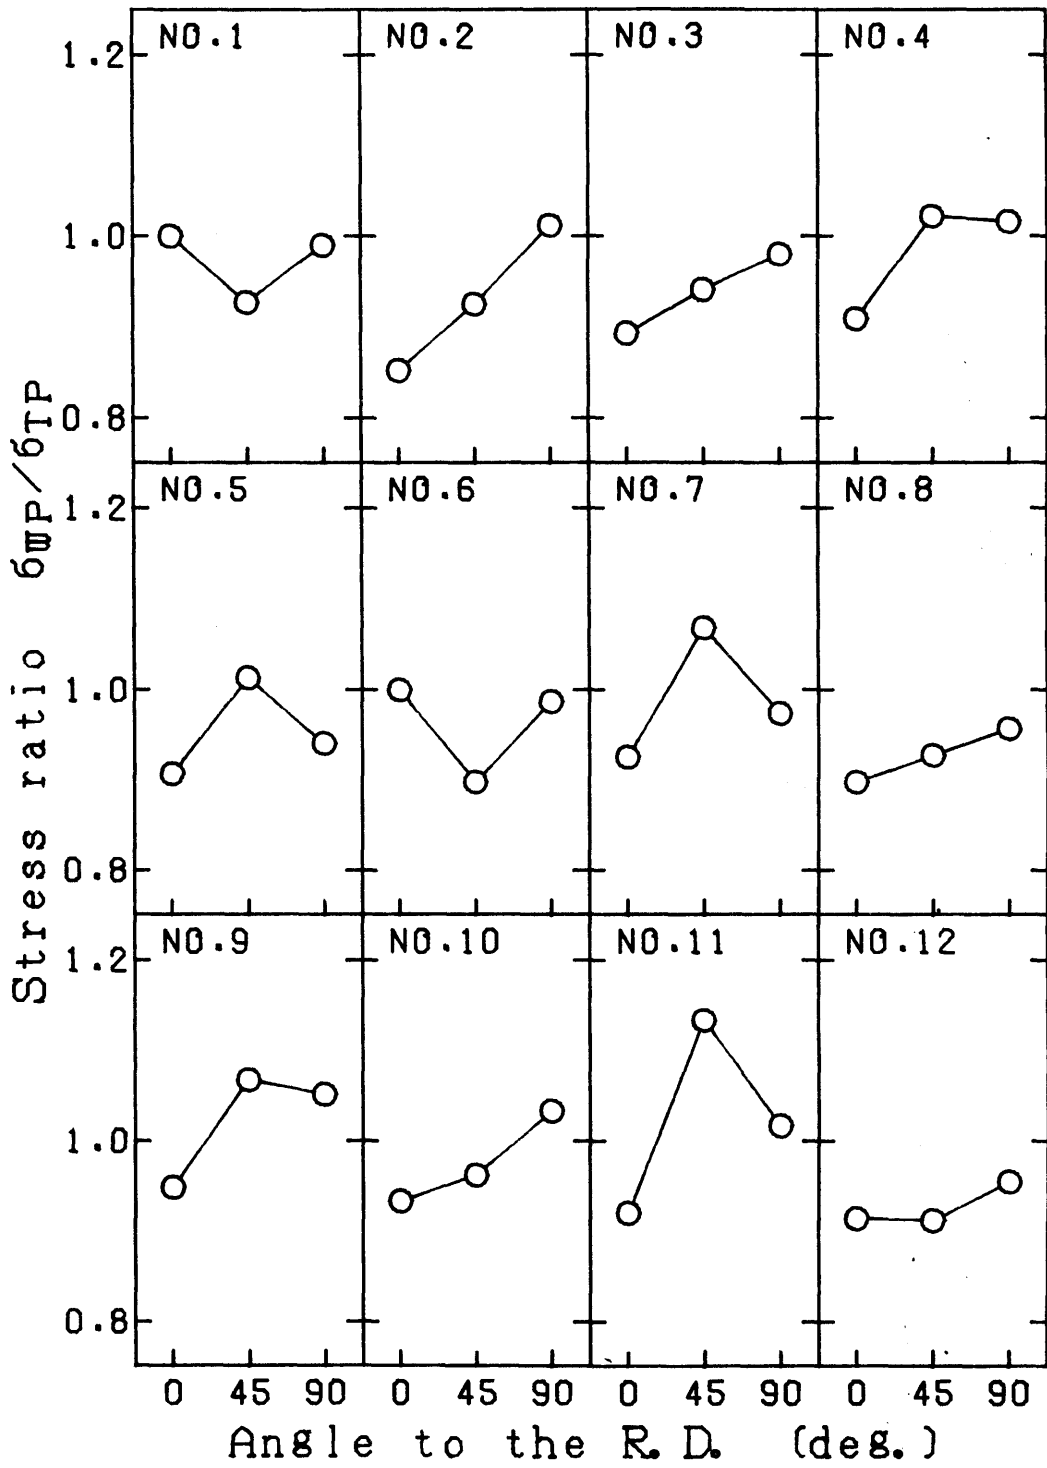 Stress ratio σWP/σTP
NO.1 NO.2 NO.3 NO.4
1.2
1.0
0.8
NO.5 NO.6 NO.7 NO.8
1.2
1.0
0.8
NO.9 NO.10 NO.11 NO.12
1.2
1.0
0.8
0 45 90 0 45 90 0 45 90 0 45 90
Angle to the R.D. (deg.)